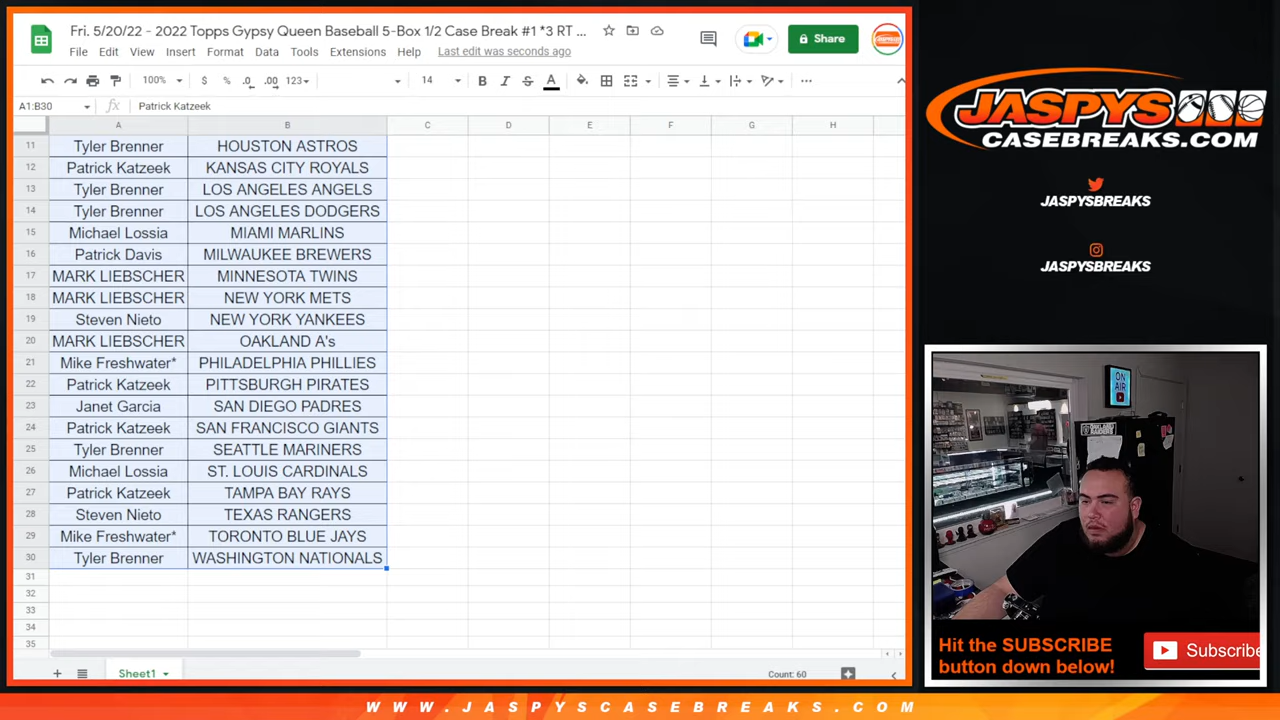 Fri. 5/20/22 - 2022 Topps Gypsy Queen Baseball 5-Box 1/2 Case Break #1 *3 RT ...
File Edit View Insert Format Data Tools Extensions Help Last edit was seconds ago
Share
100% $ % .0 .00 123 14 B I S A
A1:B30 fx Patrick Katzeek
A B C D E F G H
11 Tyler Brenner HOUSTON ASTROS
12 Patrick Katzeek KANSAS CITY ROYALS
13 Tyler Brenner LOS ANGELES ANGELS
14 Tyler Brenner LOS ANGELES DODGERS
15 Michael Lossia MIAMI MARLINS
16 Patrick Davis MILWAUKEE BREWERS
17 MARK LIEBSCHER MINNESOTA TWINS
18 MARK LIEBSCHER NEW YORK METS
19 Steven Nieto NEW YORK YANKEES
20 MARK LIEBSCHER OAKLAND A's
21 Mike Freshwater* PHILADELPHIA PHILLIES
22 Patrick Katzeek PITTSBURGH PIRATES
23 Janet Garcia SAN DIEGO PADRES
24 Patrick Katzeek SAN FRANCISCO GIANTS
25 Tyler Brenner SEATTLE MARINERS
26 Michael Lossia ST. LOUIS CARDINALS
27 Patrick Katzeek TAMPA BAY RAYS
28 Steven Nieto TEXAS RANGERS
29 Mike Freshwater* TORONTO BLUE JAYS
30 Tyler Brenner WASHINGTON NATIONALS
31
32
33
34
35
Sheet1 Count: 60
JASPYS
CASEBREAKS.COM
JASPYSBREAKS
JASPYSBREAKS
ON AIR
Hit the SUBSCRIBE
button down below!
Subscribe
WWW.JASPYSCASEBREAKS.COM